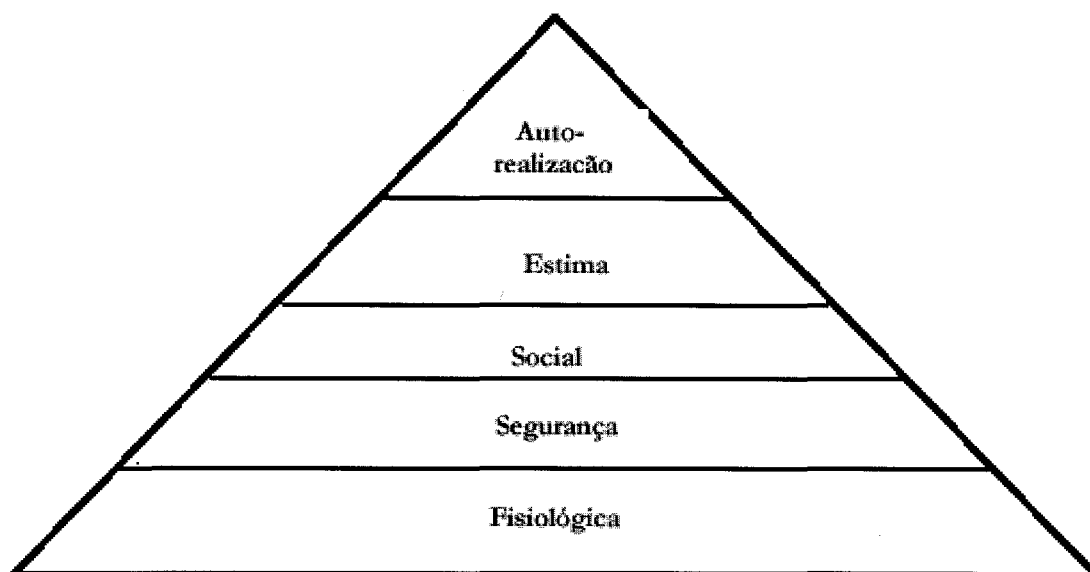 Auto-
realizacão
Estima
Social
Segurança
Fisiológica